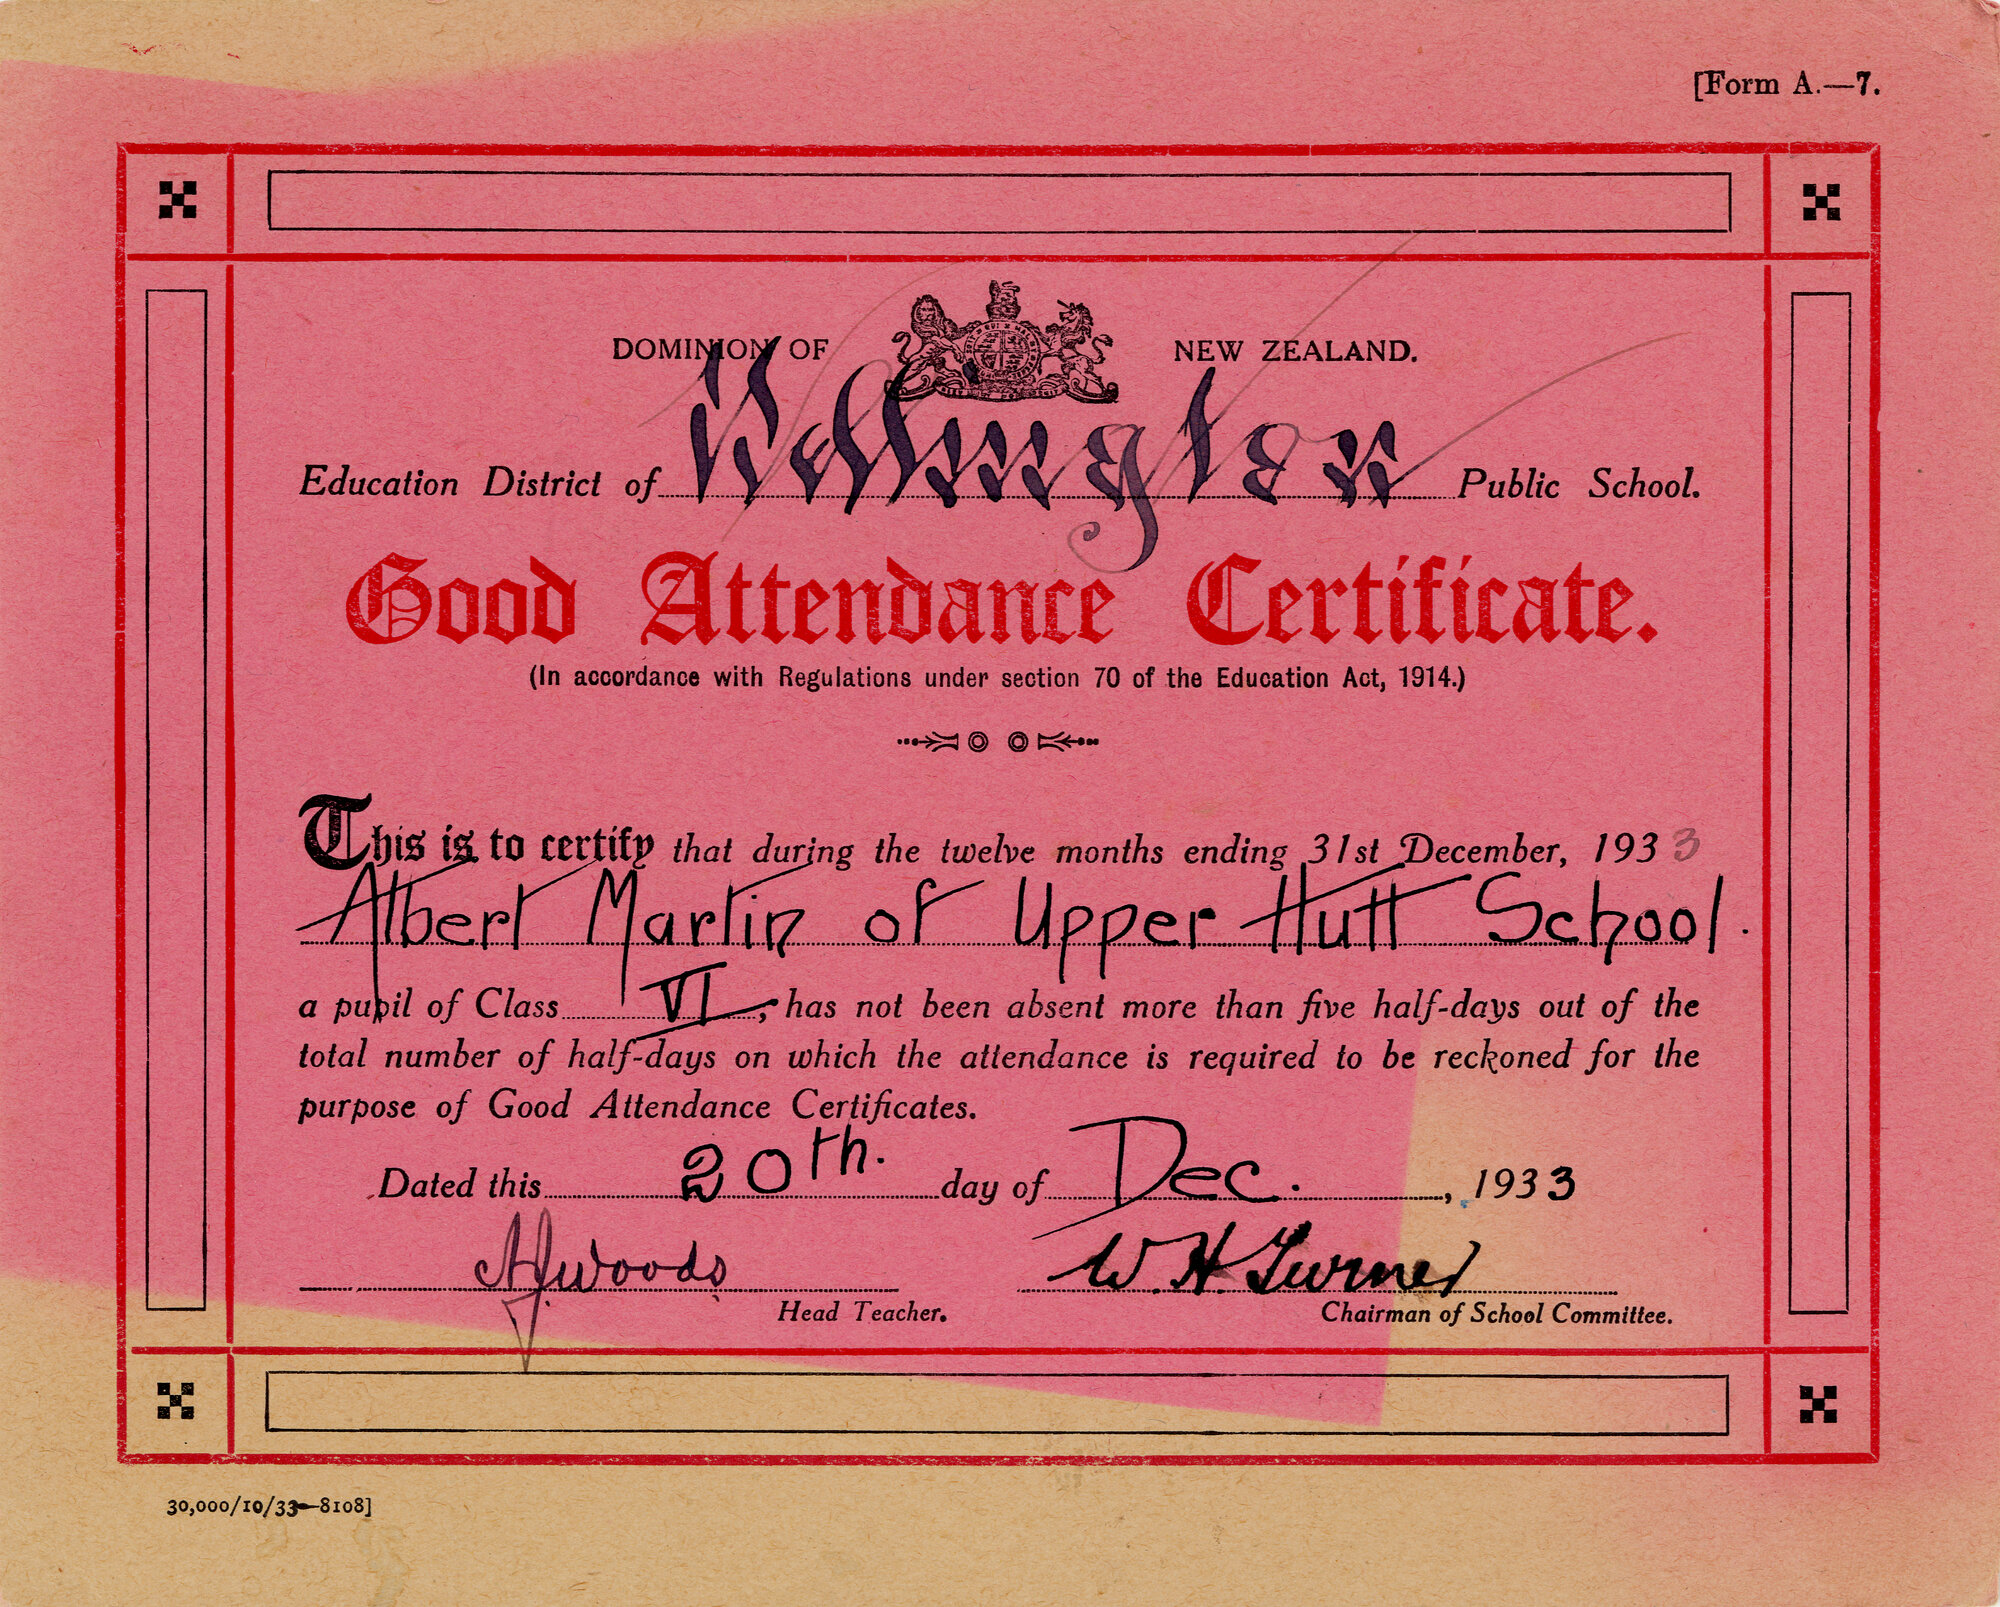 [Form A.—7.
DOMINION OF NEW ZEALAND.
Education District of Wellington Public School.
Good Attendance Certificate.
(In accordance with Regulations under section 70 of the Education Act, 1914.)
This is to certify that during the twelve months ending 31st December, 1933
Albert Martin of Upper Hutt School.
a pupil of Class VI, has not been absent more than five half-days out of the
total number of half-days on which the attendance is required to be reckoned for the
purpose of Good Attendance Certificates.
Dated this 20th. day of Dec. , 1933
AJWoods W. H. Turner
Head Teacher. Chairman of School Committee.
30,000/10/33—8108]